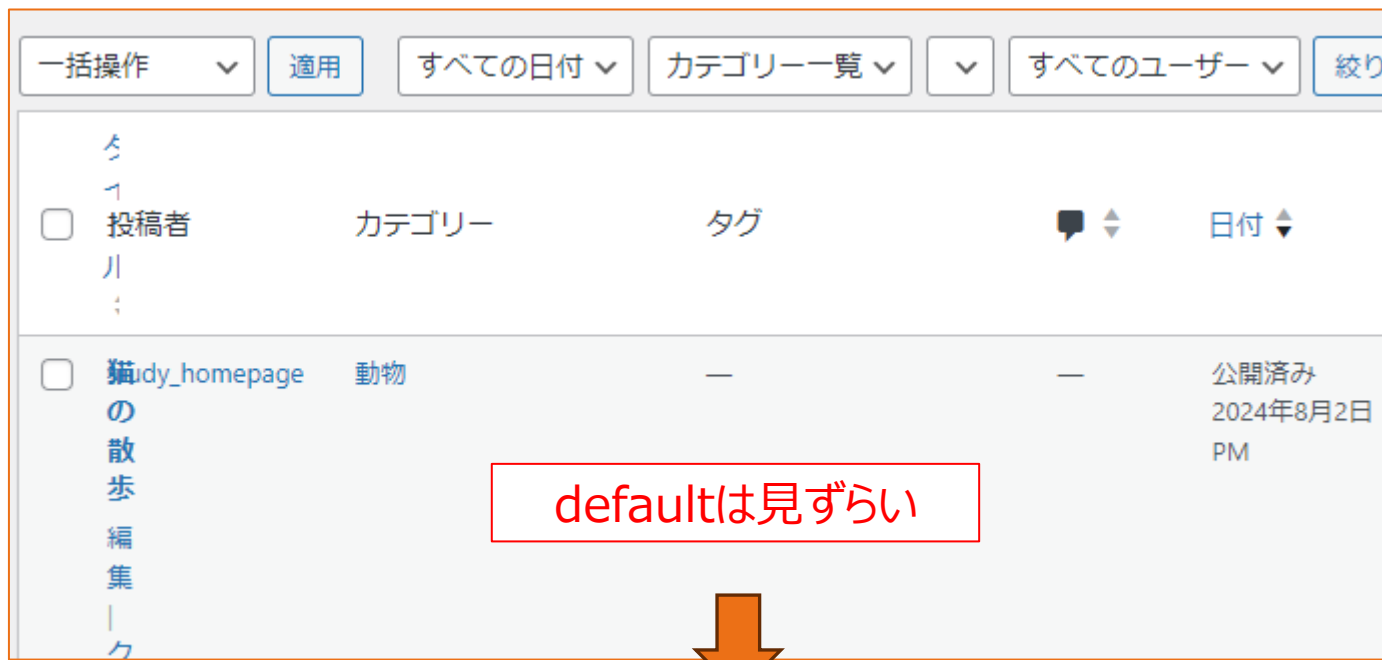 一括操作 適用 すべての日付 カテゴリー一覧 すべてのユーザー 絞り
タイ
投稿者 カテゴリー タグ 日付
ル
猫 udy_homepage 動物 — — 公開済み
の 2024年8月2日
散 PM
歩
defaultは見ずらい
編
集
|
ク